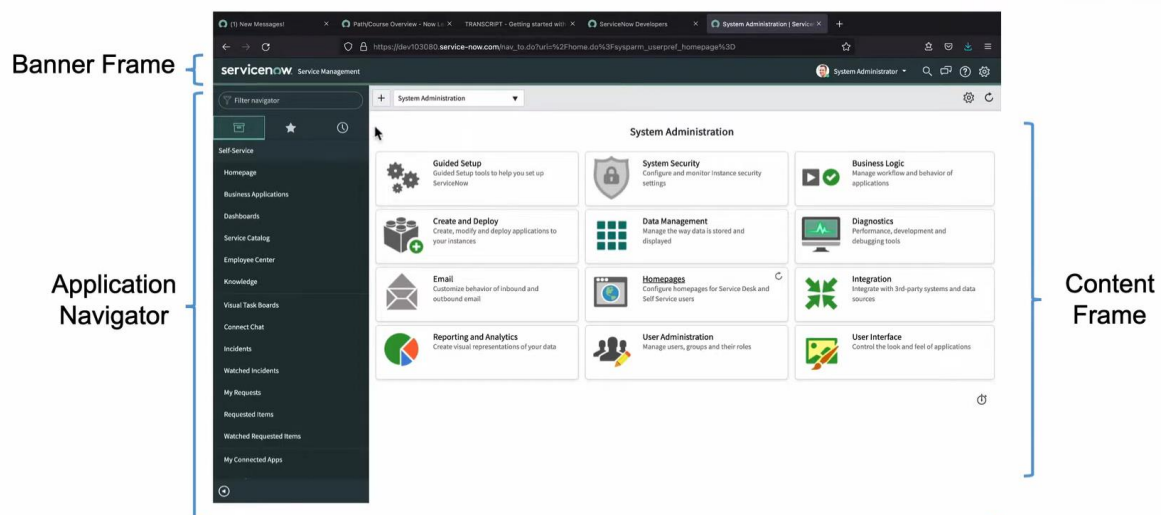 (1) New Messages!
Path/Course Overview - Now Le
TRANSCRIPT - Getting started with
ServiceNow Developers
System Administration | Service
https://dev103080.service-now.com/nav_to.do?uri=%2Fhome.do%3Fsysparm_userpref_homepage%3D
Banner Frame
servicenow Service Management
System Administrator
Filter navigator
System Administration
Self-Service
Homepage
Business Applications
Dashboards
Service Catalog
Employee Center
Knowledge
Visual Task Boards
Connect Chat
Incidents
Watched Incidents
My Requests
Requested Items
Watched Requested Items
My Connected Apps
Application
Navigator
System Administration
Guided Setup
Guided Setup tools to help you set up
ServiceNow
System Security
Configure and monitor instance security
settings
Business Logic
Manage workflow and behavior of
applications
Create and Deploy
Create, modify and deploy applications to
your instances
Data Management
Manage the way data is stored and
displayed
Diagnostics
Performance, development and
debugging tools
Email
Customize behavior of inbound and
outbound email
Homepages
Configure homepages for Service Desk and
Self Service users
Integration
Integrate with 3rd-party systems and data
sources
Reporting and Analytics
Create visual representations of your data
User Administration
Manage users, groups and their roles
User Interface
Control the look and feel of applications
Content
Frame